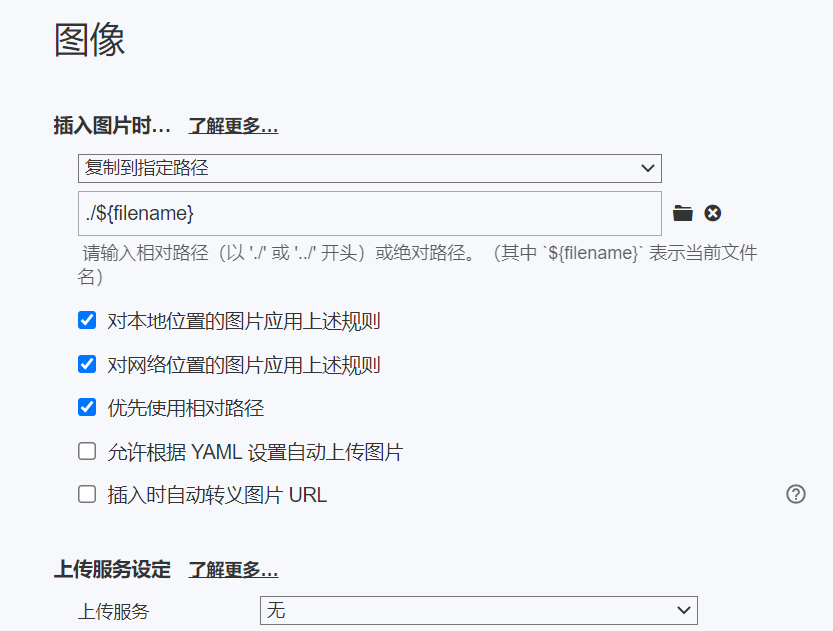 图像
插入图片时… 了解更多…
复制到指定路径
./${filename}
请输入相对路径（以 './' 或 '../' 开头）或绝对路径。（其中 `${filename}` 表示当前文件
名）
对本地位置的图片应用上述规则
对网络位置的图片应用上述规则
优先使用相对路径
允许根据 YAML 设置自动上传图片
插入时自动转义图片 URL
上传服务设定 了解更多…
上传服务 无